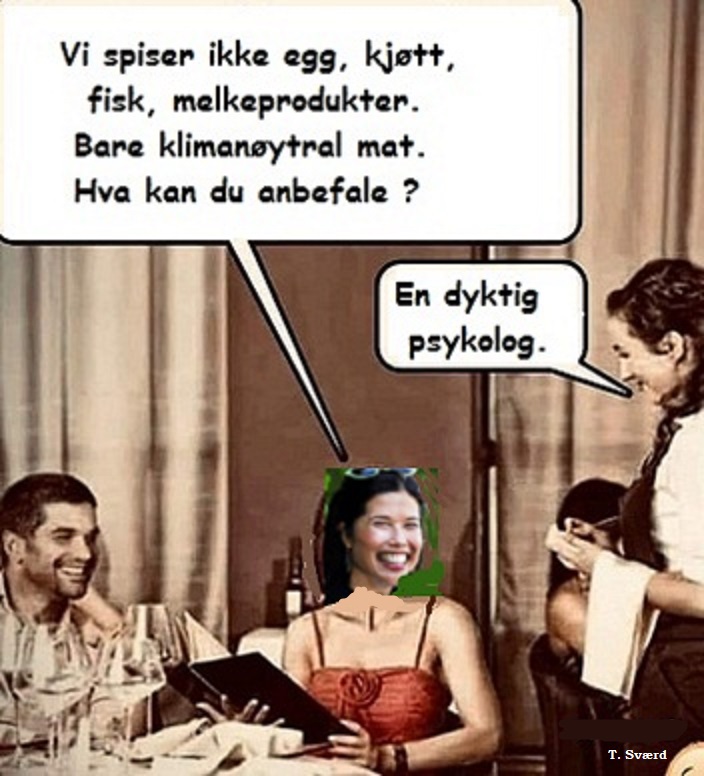 Vi spiser ikke egg, kjøtt,
fisk, melkeprodukter.
Bare klimanøytral mat.
Hva kan du anbefale ?
En dyktig
psykolog.
T. Sværd